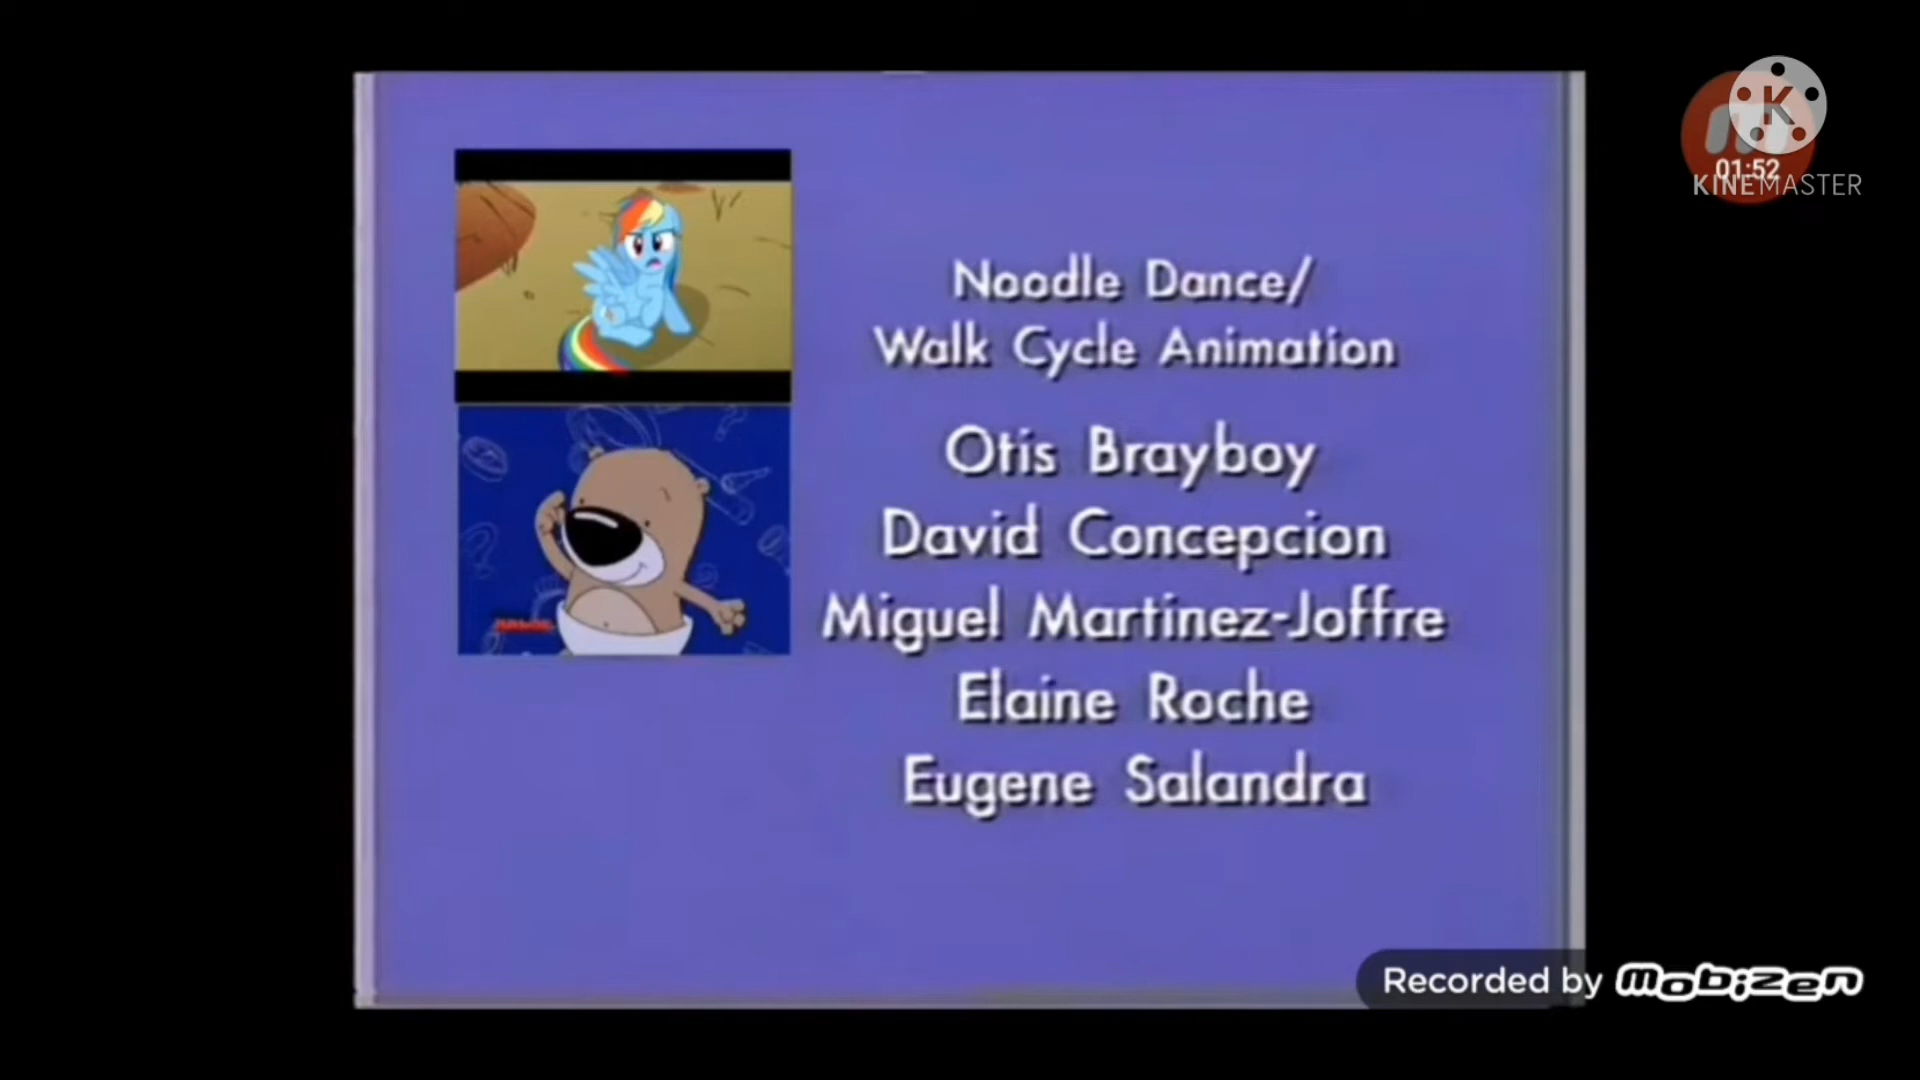 K
01:52
KINEMASTER
Noodle Dance/
Walk Cycle Animation
Otis Brayboy
David Concepcion
Miguel Martinez-Joffre
Elaine Roche
Eugene Salandra
Recorded by mobizen